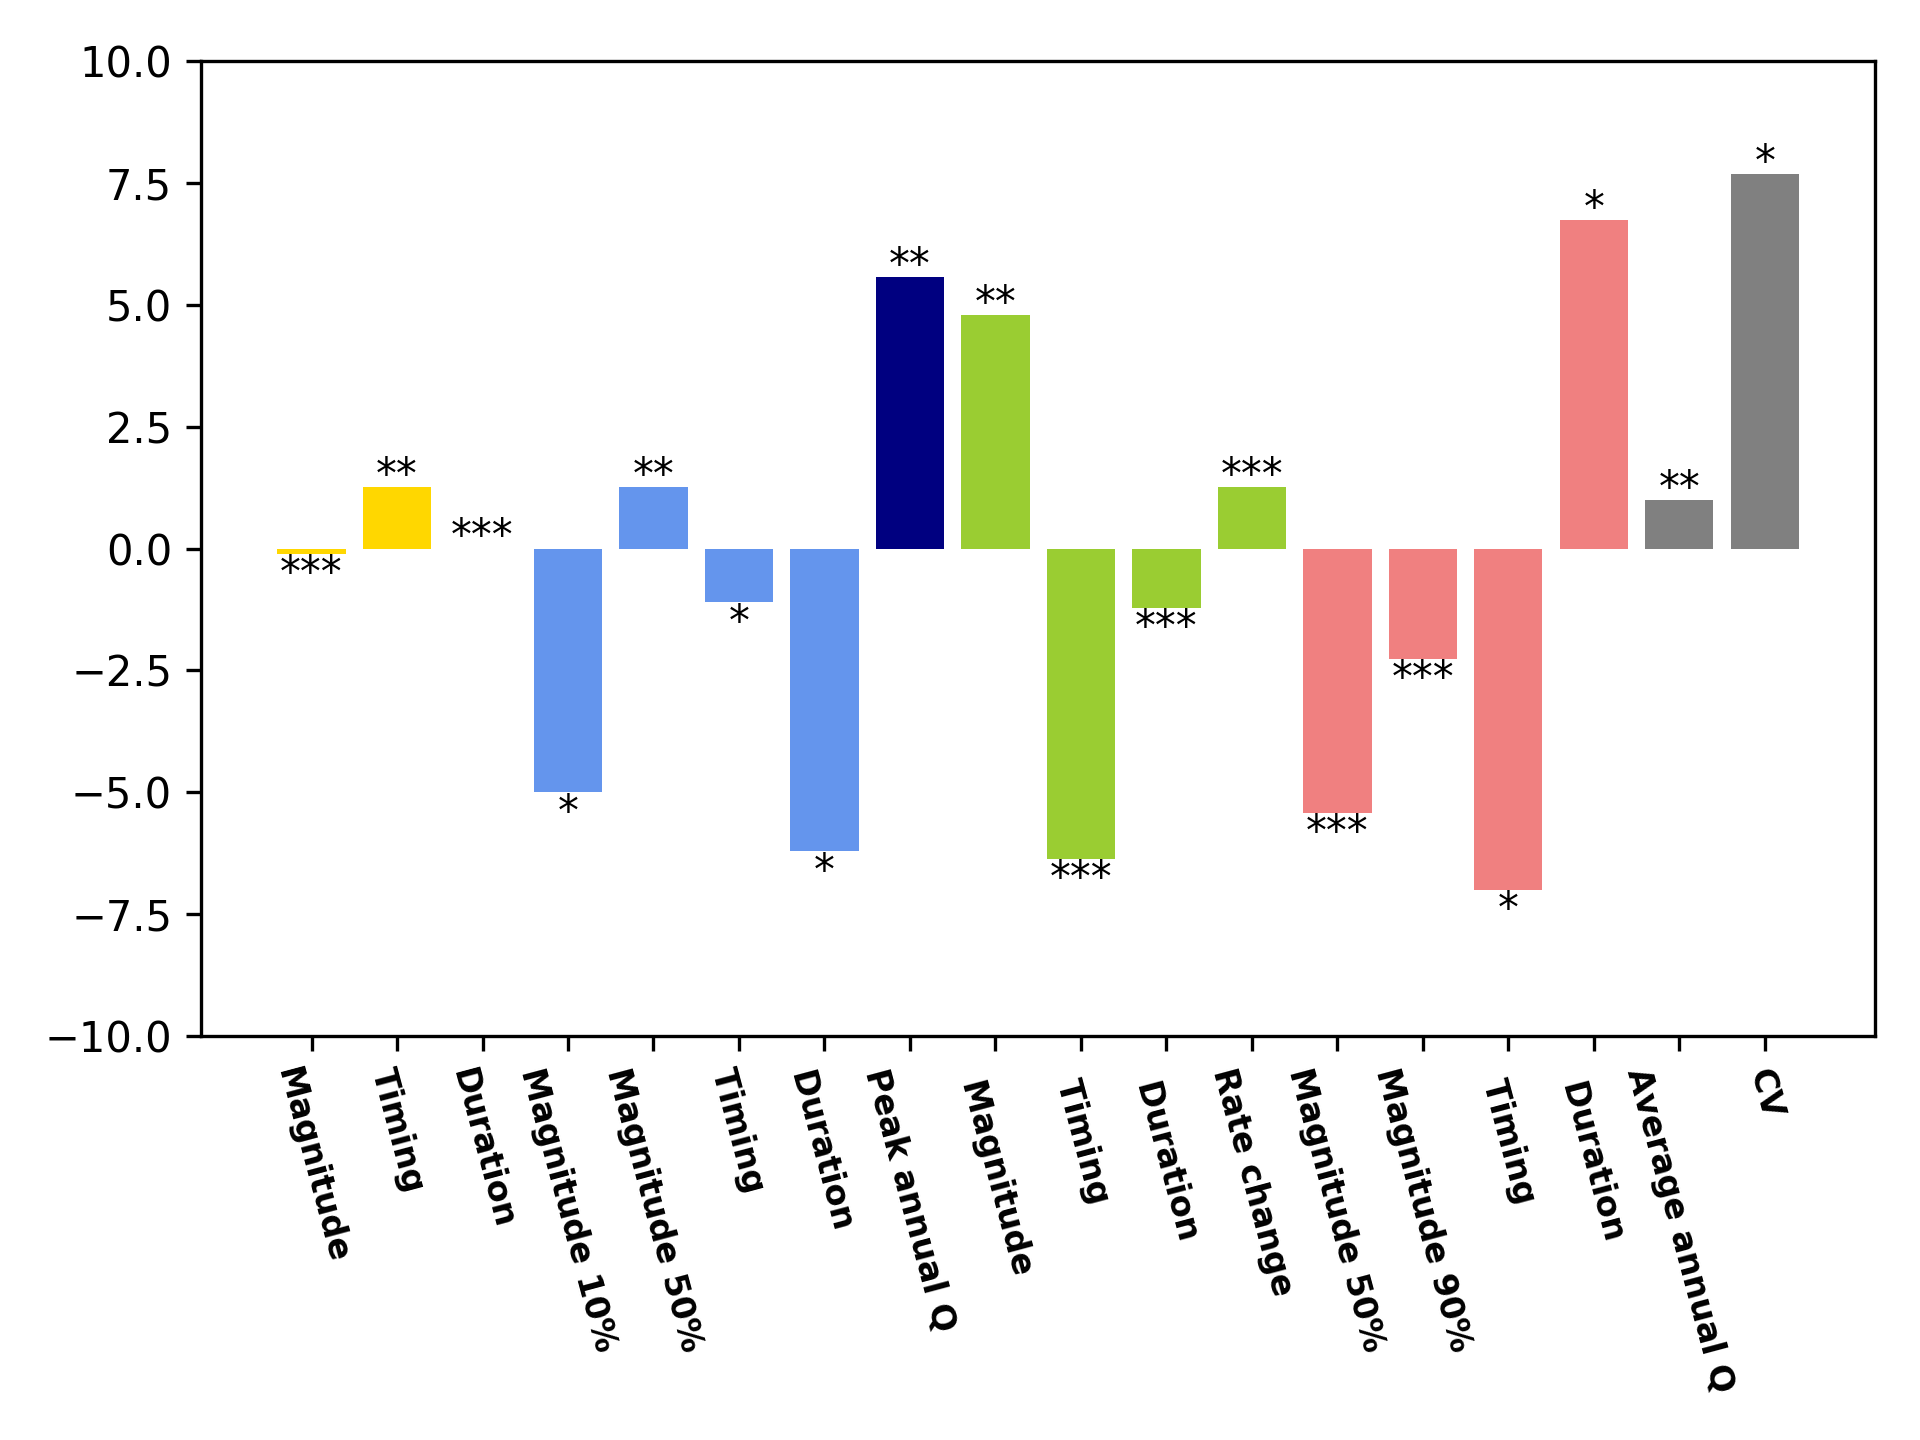 10.0
7.5
5.0
2.5
0.0
−2.5
−5.0
−7.5
−10.0
***
**
***
*
**
*
*
**
**
***
***
***
***
***
*
*
**
*
Magnitude
Timing
Duration
Magnitude 10%
Magnitude 50%
Timing
Duration
Peak annual Q
Magnitude
Timing
Duration
Rate change
Magnitude 50%
Magnitude 90%
Timing
Duration
Average annual Q
CV